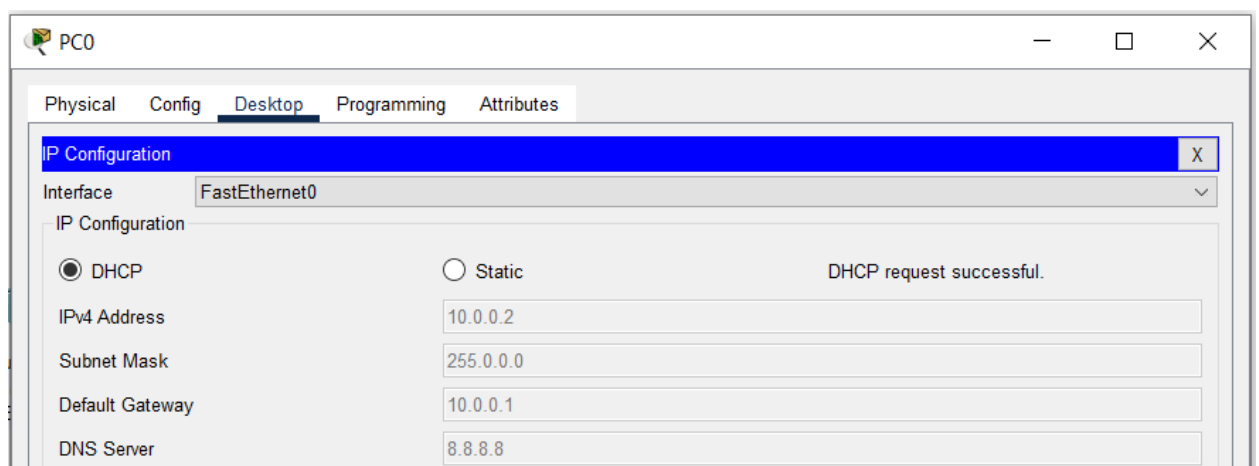 PC0
Physical Config Desktop Programming Attributes
IP Configuration X
Interface FastEthernet0
IP Configuration
DHCP Static DHCP request successful.
IPv4 Address 10.0.0.2
Subnet Mask 255.0.0.0
Default Gateway 10.0.0.1
DNS Server 8.8.8.8